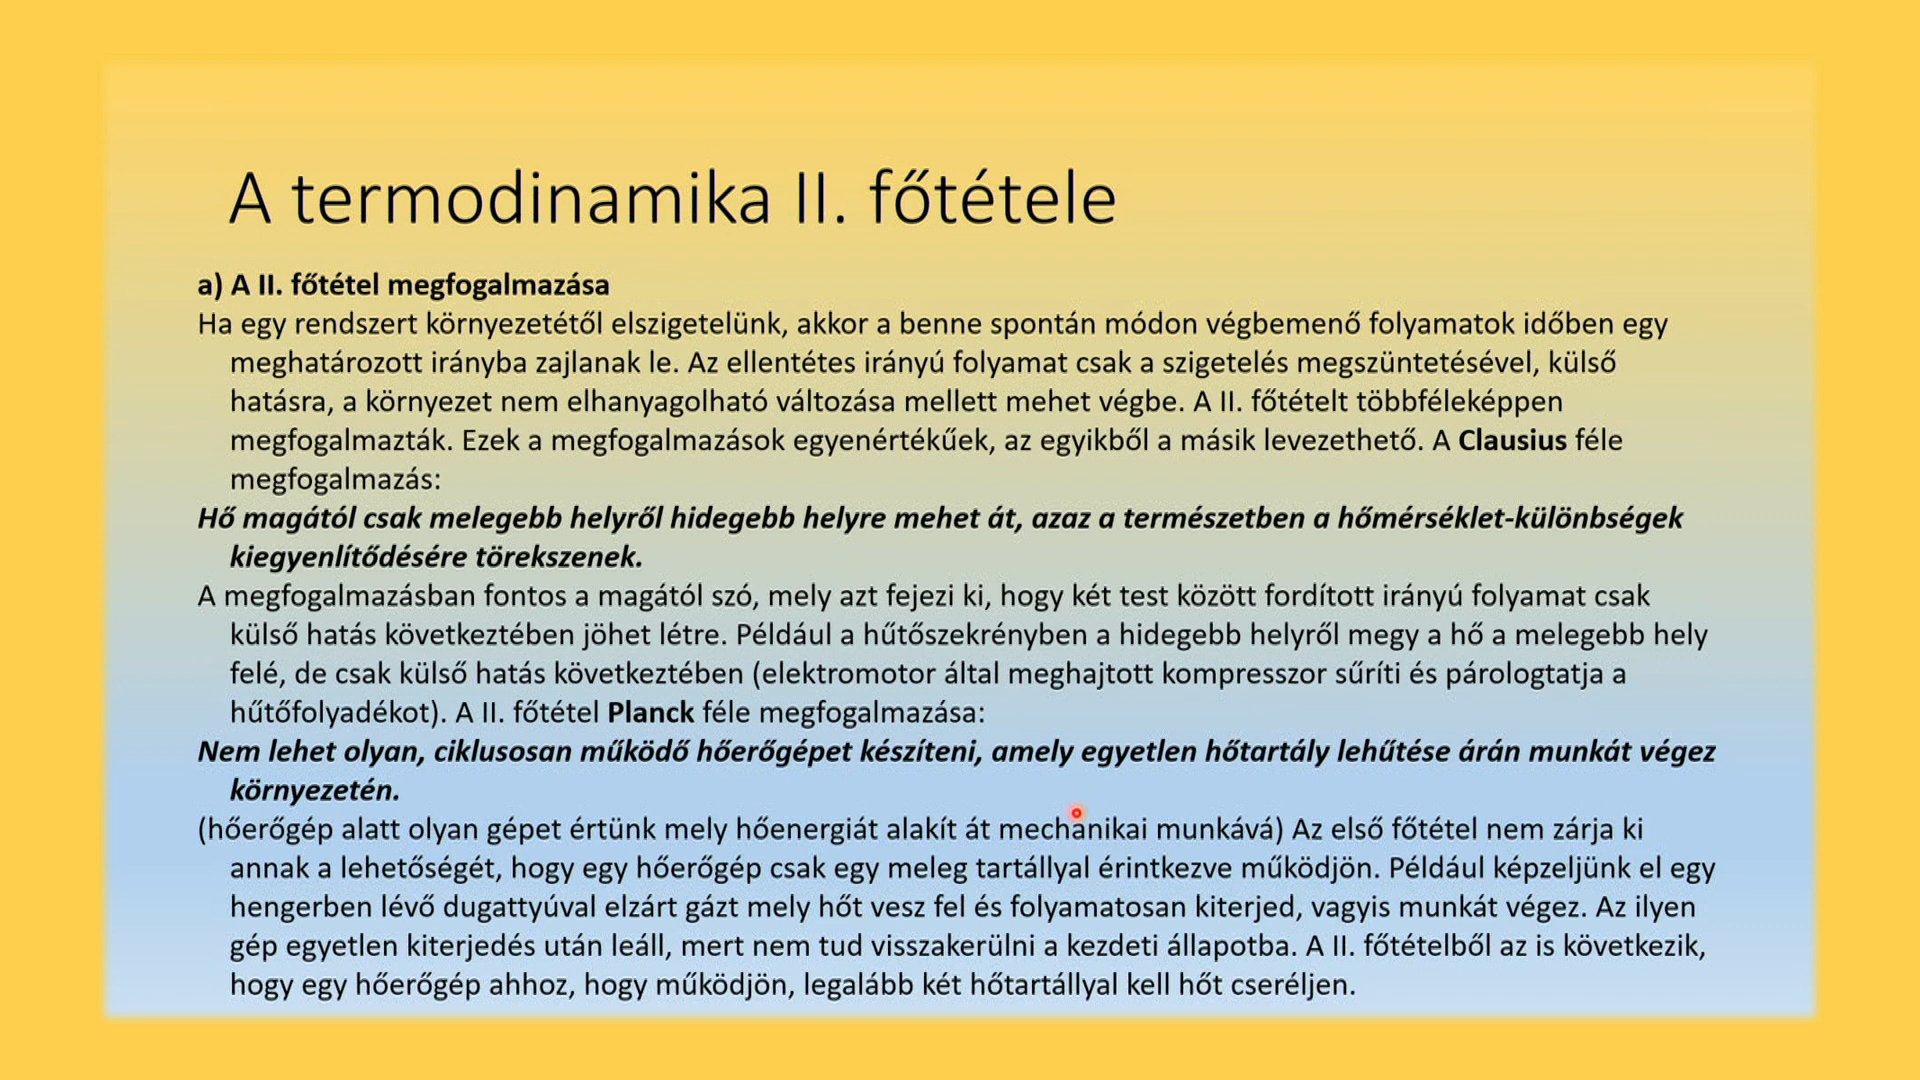 A termodinamika II. főtétele
a) A II. főtétel megfogalmazása
Ha egy rendszert környezetétől elszigetelünk, akkor a benne spontán módon végbemenő folyamatok időben egy
meghatározott irányba zajlanak le. Az ellentétes irányú folyamat csak a szigetelés megszüntetésével, külső
hatásra, a környezet nem elhanyagolható változása mellett mehet végbe. A II. főtételt többféleképpen
megfogalmazták. Ezek a megfogalmazások egyenértékűek, az egyikből a másik levezethető. A Clausius féle
megfogalmazás:
Hő magától csak melegebb helyről hidegebb helyre mehet át, azaz a természetben a hőmérséklet-különbségek
kiegyenlítődésére törekszenek.
A megfogalmazásban fontos a magától szó, mely azt fejezi ki, hogy két test között fordított irányú folyamat csak
külső hatás következtében jöhet létre. Például a hűtőszekrényben a hidegebb helyről megy a hő a melegebb hely
felé, de csak külső hatás következtében (elektromotor által meghajtott kompresszor sűríti és párologtatja a
hűtőfolyadékot). A II. főtétel Planck féle megfogalmazása:
Nem lehet olyan, ciklusosan működő hőerőgépet készíteni, amely egyetlen hőtartály lehűtése árán munkát végez
környezetén.
(hőerőgép alatt olyan gépet értünk mely hőenergiát alakít át mechanikai munkává) Az első főtétel nem zárja ki
annak a lehetőségét, hogy egy hőerőgép csak egy meleg tartállyal érintkezve működjön. Például képzeljünk el egy
hengerben lévő dugattyúval elzárt gázt mely hőt vesz fel és folyamatosan kiterjed, vagyis munkát végez. Az ilyen
gép egyetlen kiterjedés után leáll, mert nem tud visszakerülni a kezdeti állapotba. A II. főtételből az is következik,
hogy egy hőerőgép ahhoz, hogy működjön, legalább két hőtartállyal kell hőt cseréljen.